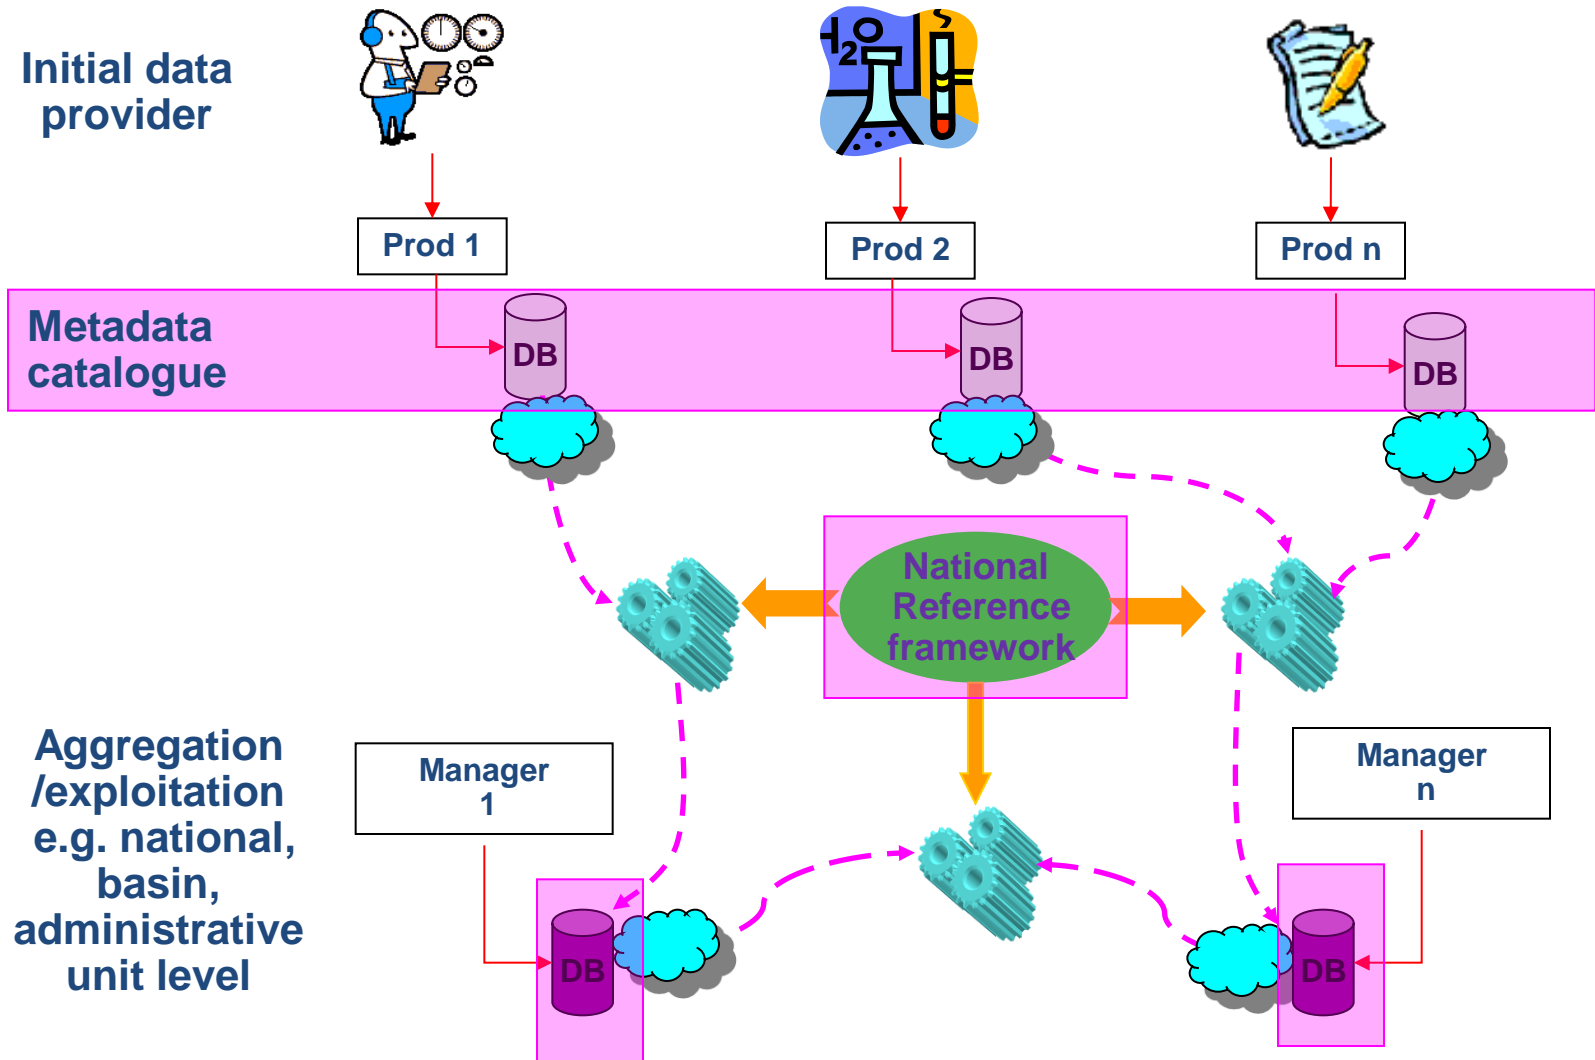 Initial data
provider
H2O
Prod 1
Prod 2
Prod n
Metadata
catalogue
DB
DB
DB
National
Reference
framework
Aggregation
/exploitation
e.g. national,
basin,
administrative
unit level
Manager
1
Manager
n
DB
DB